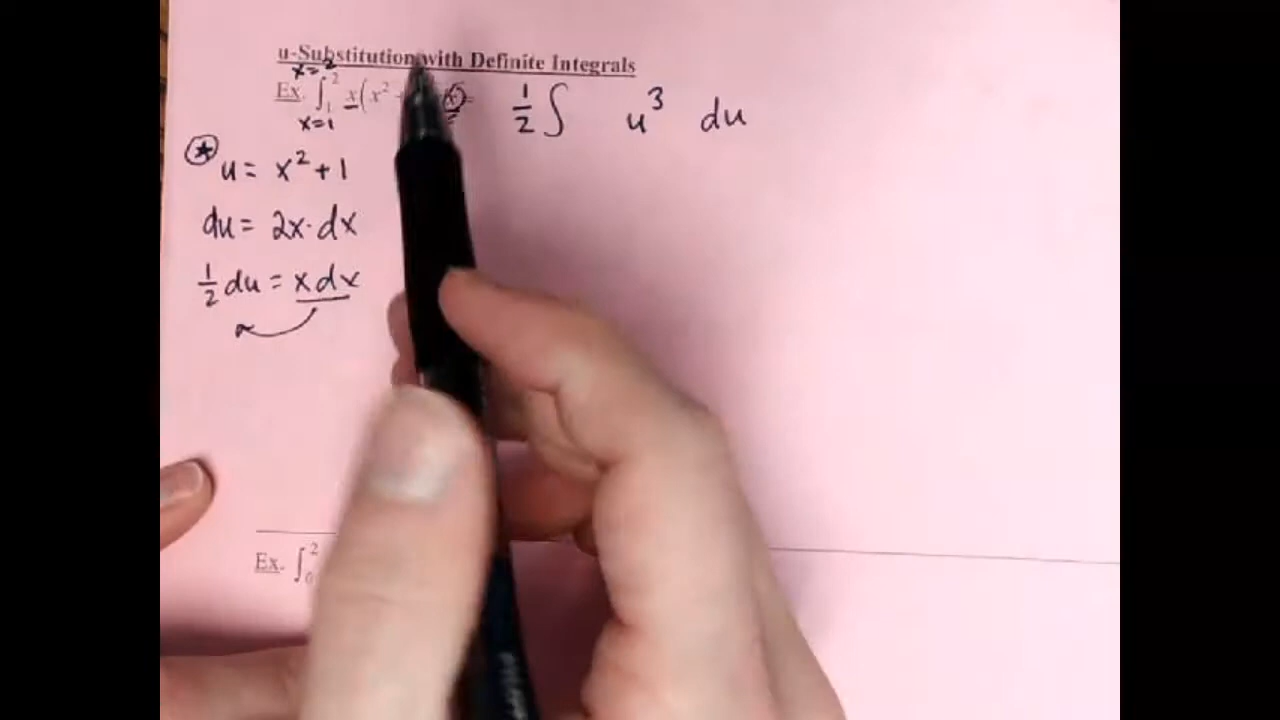 u-Substitution with Definite Integrals
x=2
Ex. ∫₁² x(x² 1/2 ∫ u³ du
x=1
u = x² + 1
du = 2x · dx
1/2 du = x dx
Ex. ∫₀²